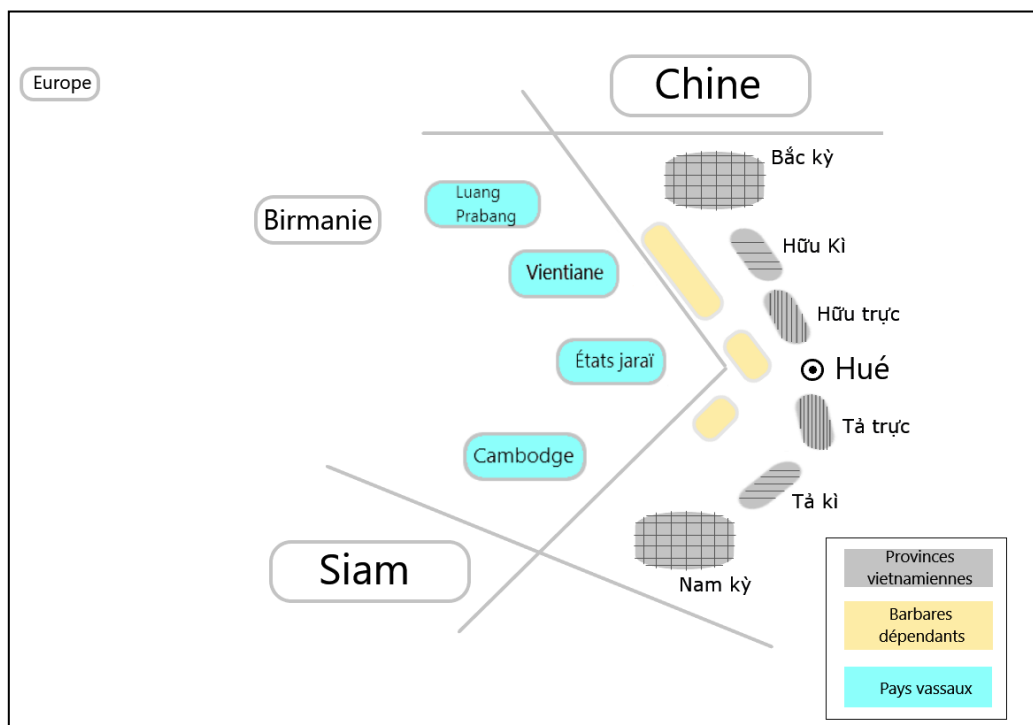 Europe
Chine
Bắc kỳ
Luang
Prabang
Birmanie
Hữu Kì
Vientiane
Hữu trực
États jaraï
Hué
Tả trực
Cambodge
Tả kì
Siam
Nam kỳ
Provinces
vietnamiennes
Barbares
dépendants
Pays vassaux